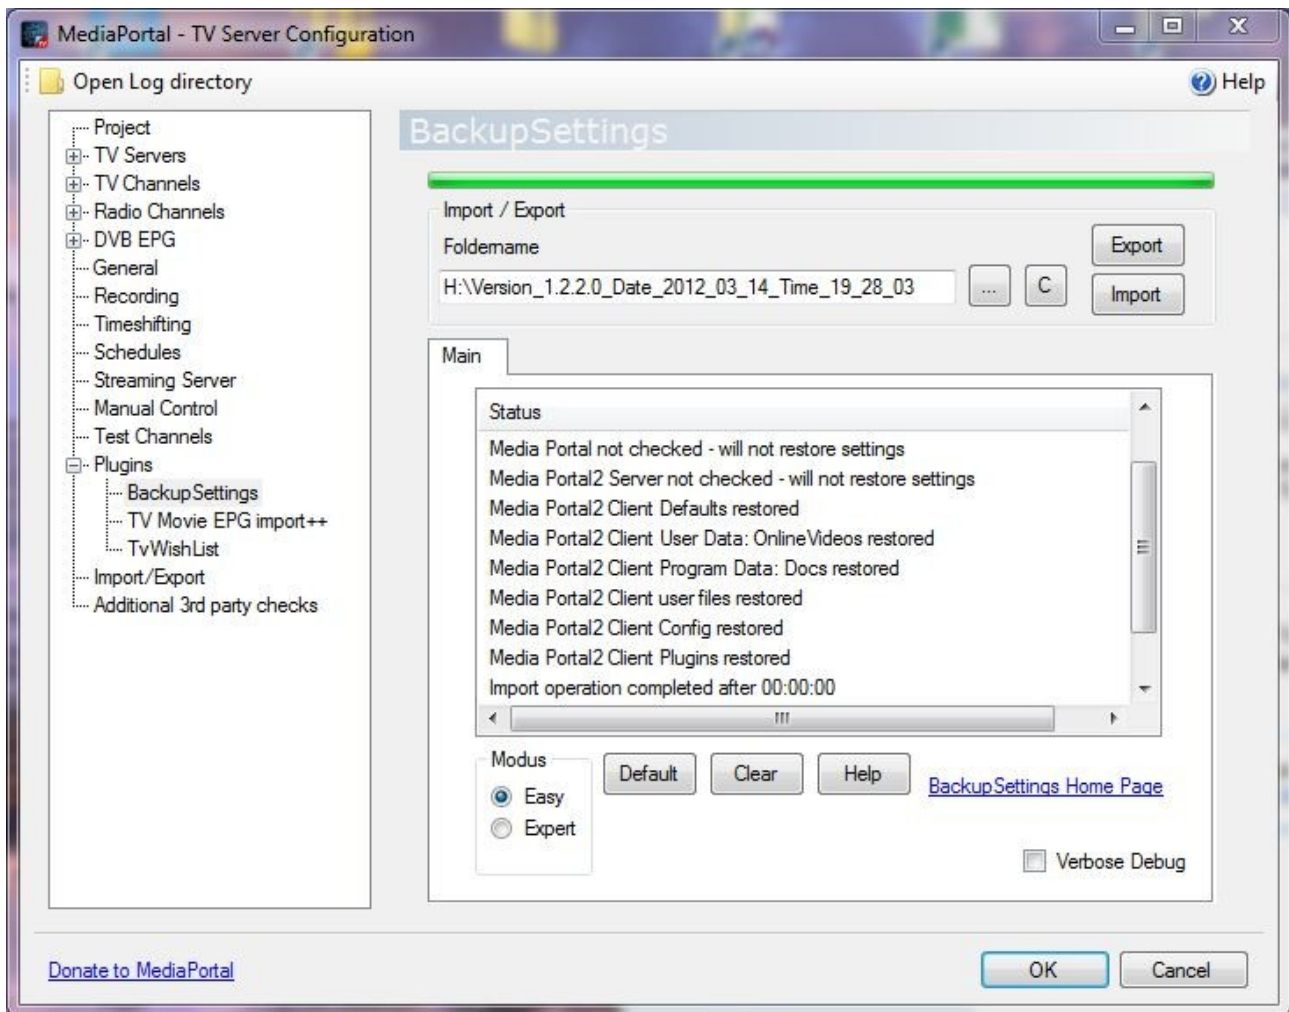 MediaPortal - TV Server Configuration
Open Log directory
Help
Project
TV Servers
TV Channels
Radio Channels
DVB EPG
General
Recording
Timeshifting
Schedules
Streaming Server
Manual Control
Test Channels
Plugins
BackupSettings
TV Movie EPG import++
TvWishList
Import/Export
Additional 3rd party checks
BackupSettings
Import / Export
Foldername
Export
H:\Version_1.2.2.0_Date_2012_03_14_Time_19_28_03
...
C
Import
Main
Status
Media Portal not checked - will not restore settings
Media Portal2 Server not checked - will not restore settings
Media Portal2 Client Defaults restored
Media Portal2 Client User Data: OnlineVideos restored
Media Portal2 Client Program Data: Docs restored
Media Portal2 Client user files restored
Media Portal2 Client Config restored
Media Portal2 Client Plugins restored
Import operation completed after 00:00:00
Modus
Easy
Expert
Default
Clear
Help
BackupSettings Home Page
Verbose Debug
Donate to MediaPortal
OK
Cancel